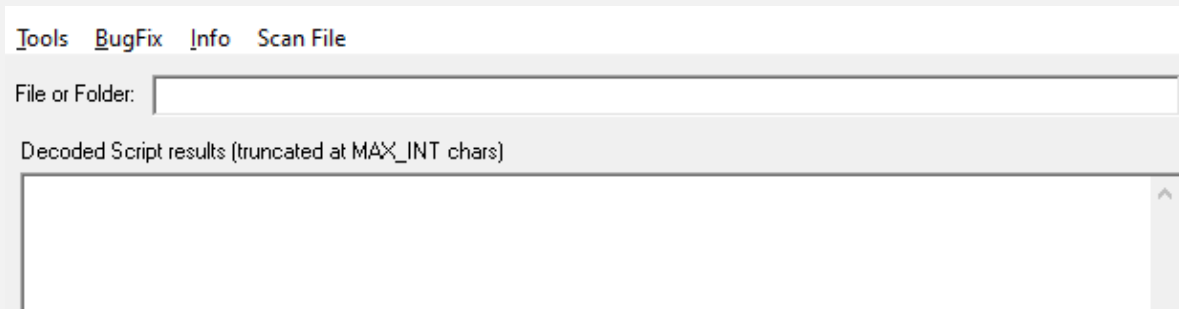 Tools BugFix Info Scan File
File or Folder:
Decoded Script results (truncated at MAX_INT chars)